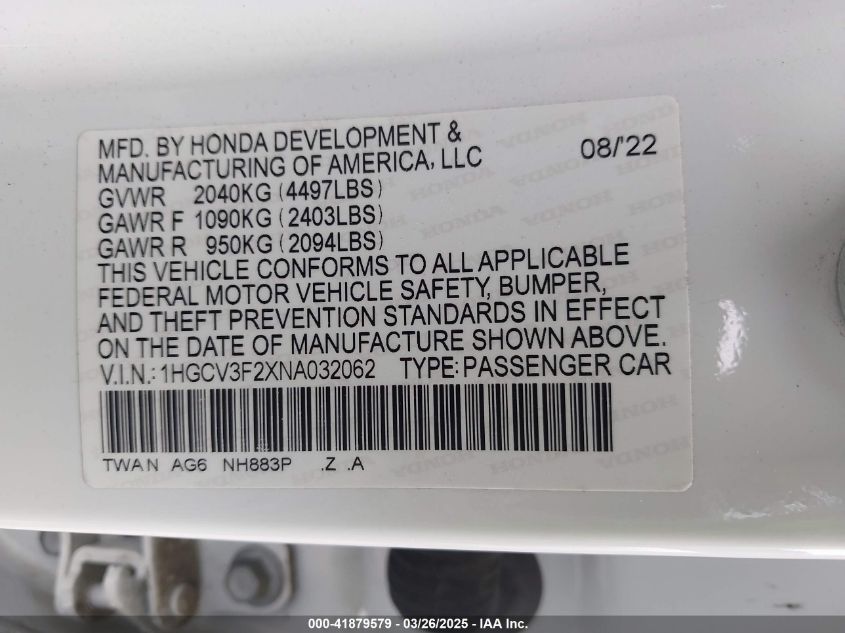 MFD. BY HONDA DEVELOPMENT &
MANUFACTURING OF AMERICA, LLC 08/'22
GVWR 2040KG (4497LBS)
GAWR F 1090KG (2403LBS)
GAWR R 950KG (2094LBS)
THIS VEHICLE CONFORMS TO ALL APPLICABLE
FEDERAL MOTOR VEHICLE SAFETY, BUMPER,
AND THEFT PREVENTION STANDARDS IN EFFECT
ON THE DATE OF MANUFACTURE SHOWN ABOVE.
V.I.N.: 1HGCV3F2XNA032062 TYPE: PASSENGER CAR
TWAN AG6 NH883P .Z .A
000-41879579 — 03/26/2025 - IAA Inc.